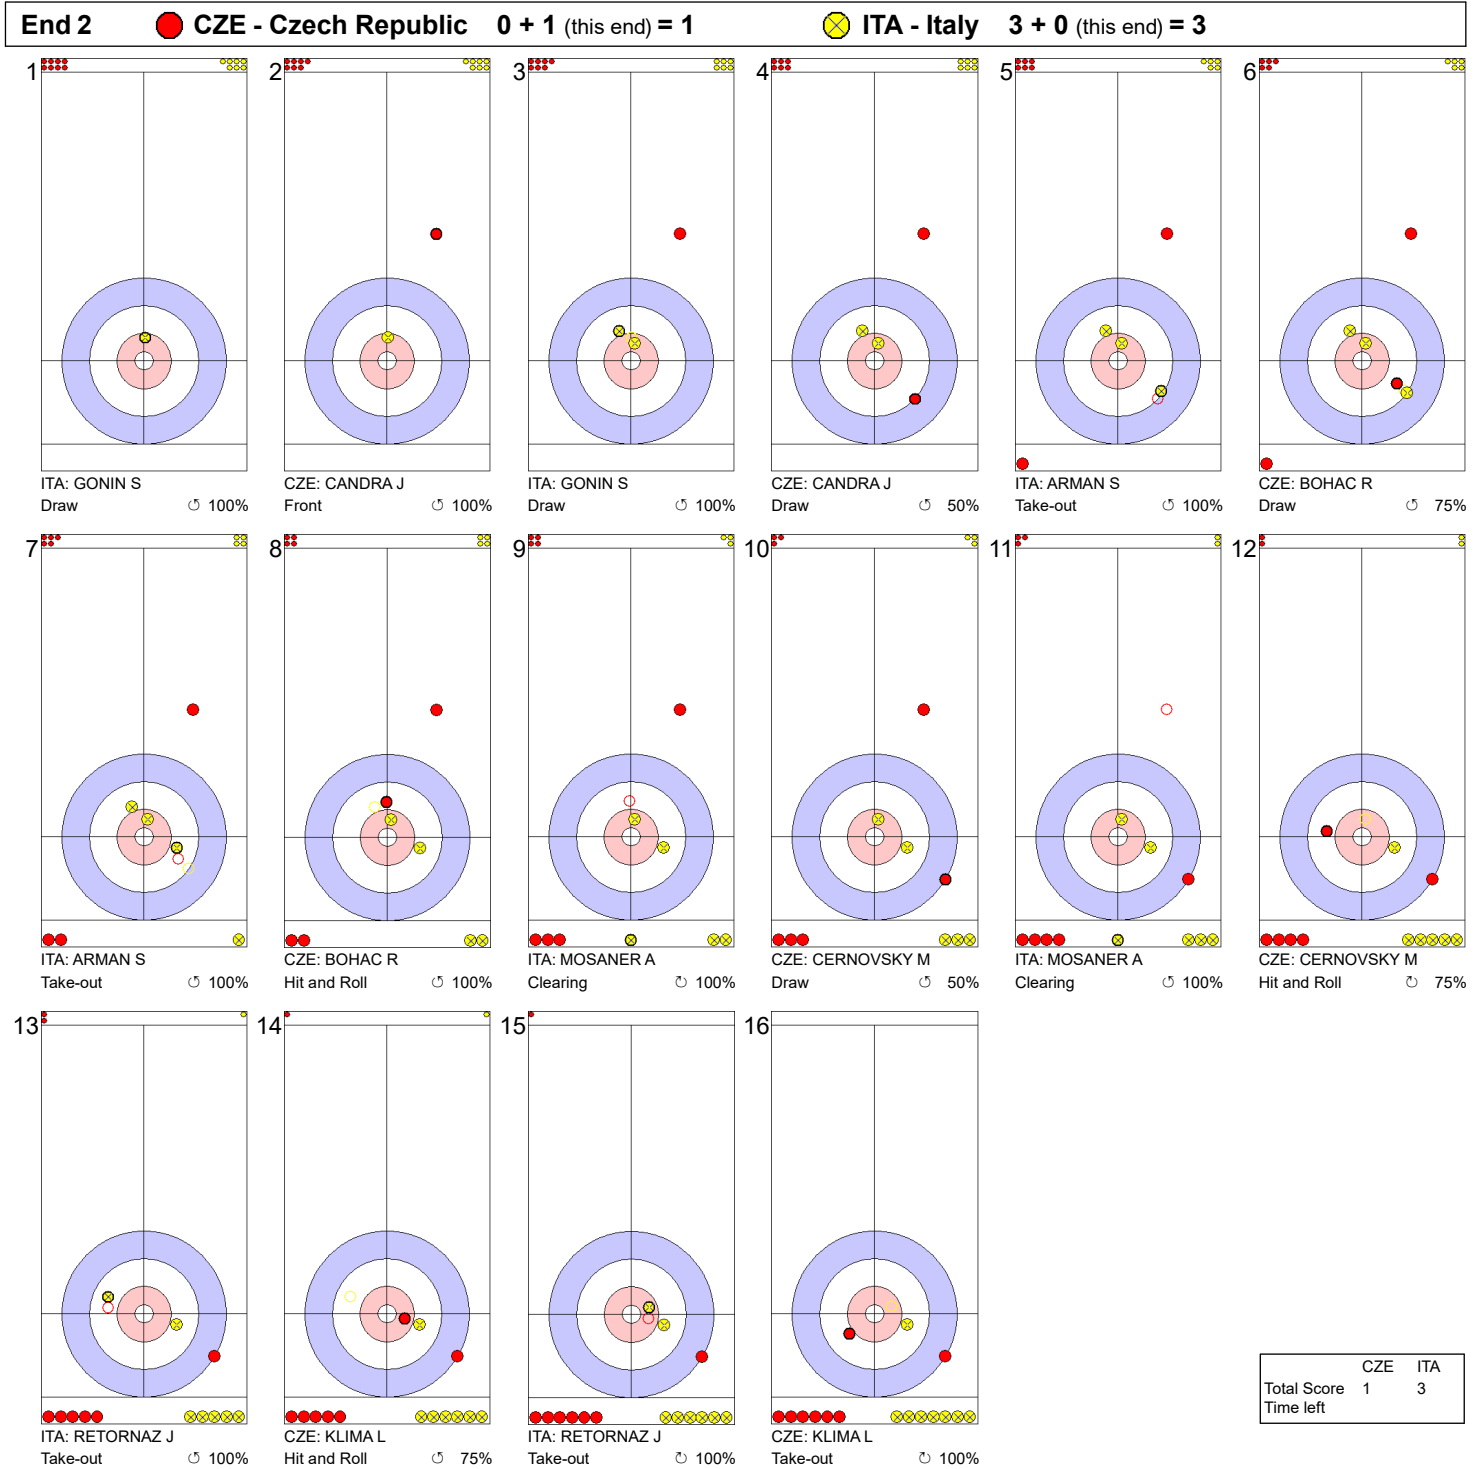 End 2 CZE - Czech Republic 0 + 1 (this end) = 1 ITA - Italy 3 + 0 (this end) = 3
1 2 3 4 5 6
ITA: GONIN S CZE: CANDRA J ITA: GONIN S CZE: CANDRA J ITA: ARMAN S CZE: BOHAC R
Draw ↺ 100% Front ↺ 100% Draw ↺ 100% Draw ↺ 50% Take-out ↺ 100% Draw ↺ 75%
7 8 9 10 11 12
ITA: ARMAN S CZE: BOHAC R ITA: MOSANER A CZE: CERNOVSKY M ITA: MOSANER A CZE: CERNOVSKY M
Take-out ↺ 100% Hit and Roll ↺ 100% Clearing ↻ 100% Draw ↺ 50% Clearing ↺ 100% Hit and Roll ↻ 75%
13 14 15 16
CZE ITA
Total Score 1 3
Time left
ITA: RETORNAZ J CZE: KLIMA L ITA: RETORNAZ J CZE: KLIMA L
Take-out ↺ 100% Hit and Roll ↺ 75% Take-out ↻ 100% Take-out ↻ 100%